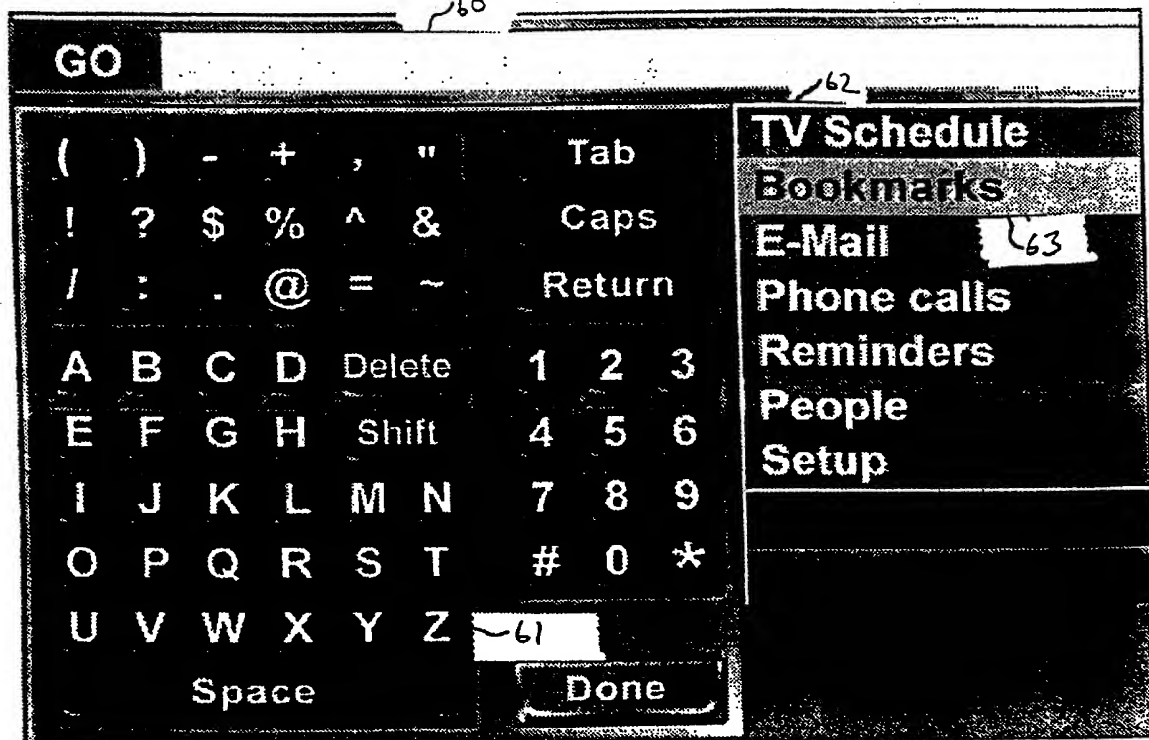 60
GO
62
( ) - + , " Tab
! ? $ % ^ & Caps
/ : . @ = ~ Return
A B C D Delete 1 2 3
E F G H Shift 4 5 6
I J K L M N 7 8 9
O P Q R S T # 0 *
U V W X Y Z 61
Space Done
TV Schedule
Bookmarks
63
E-Mail
Phone calls
Reminders
People
Setup